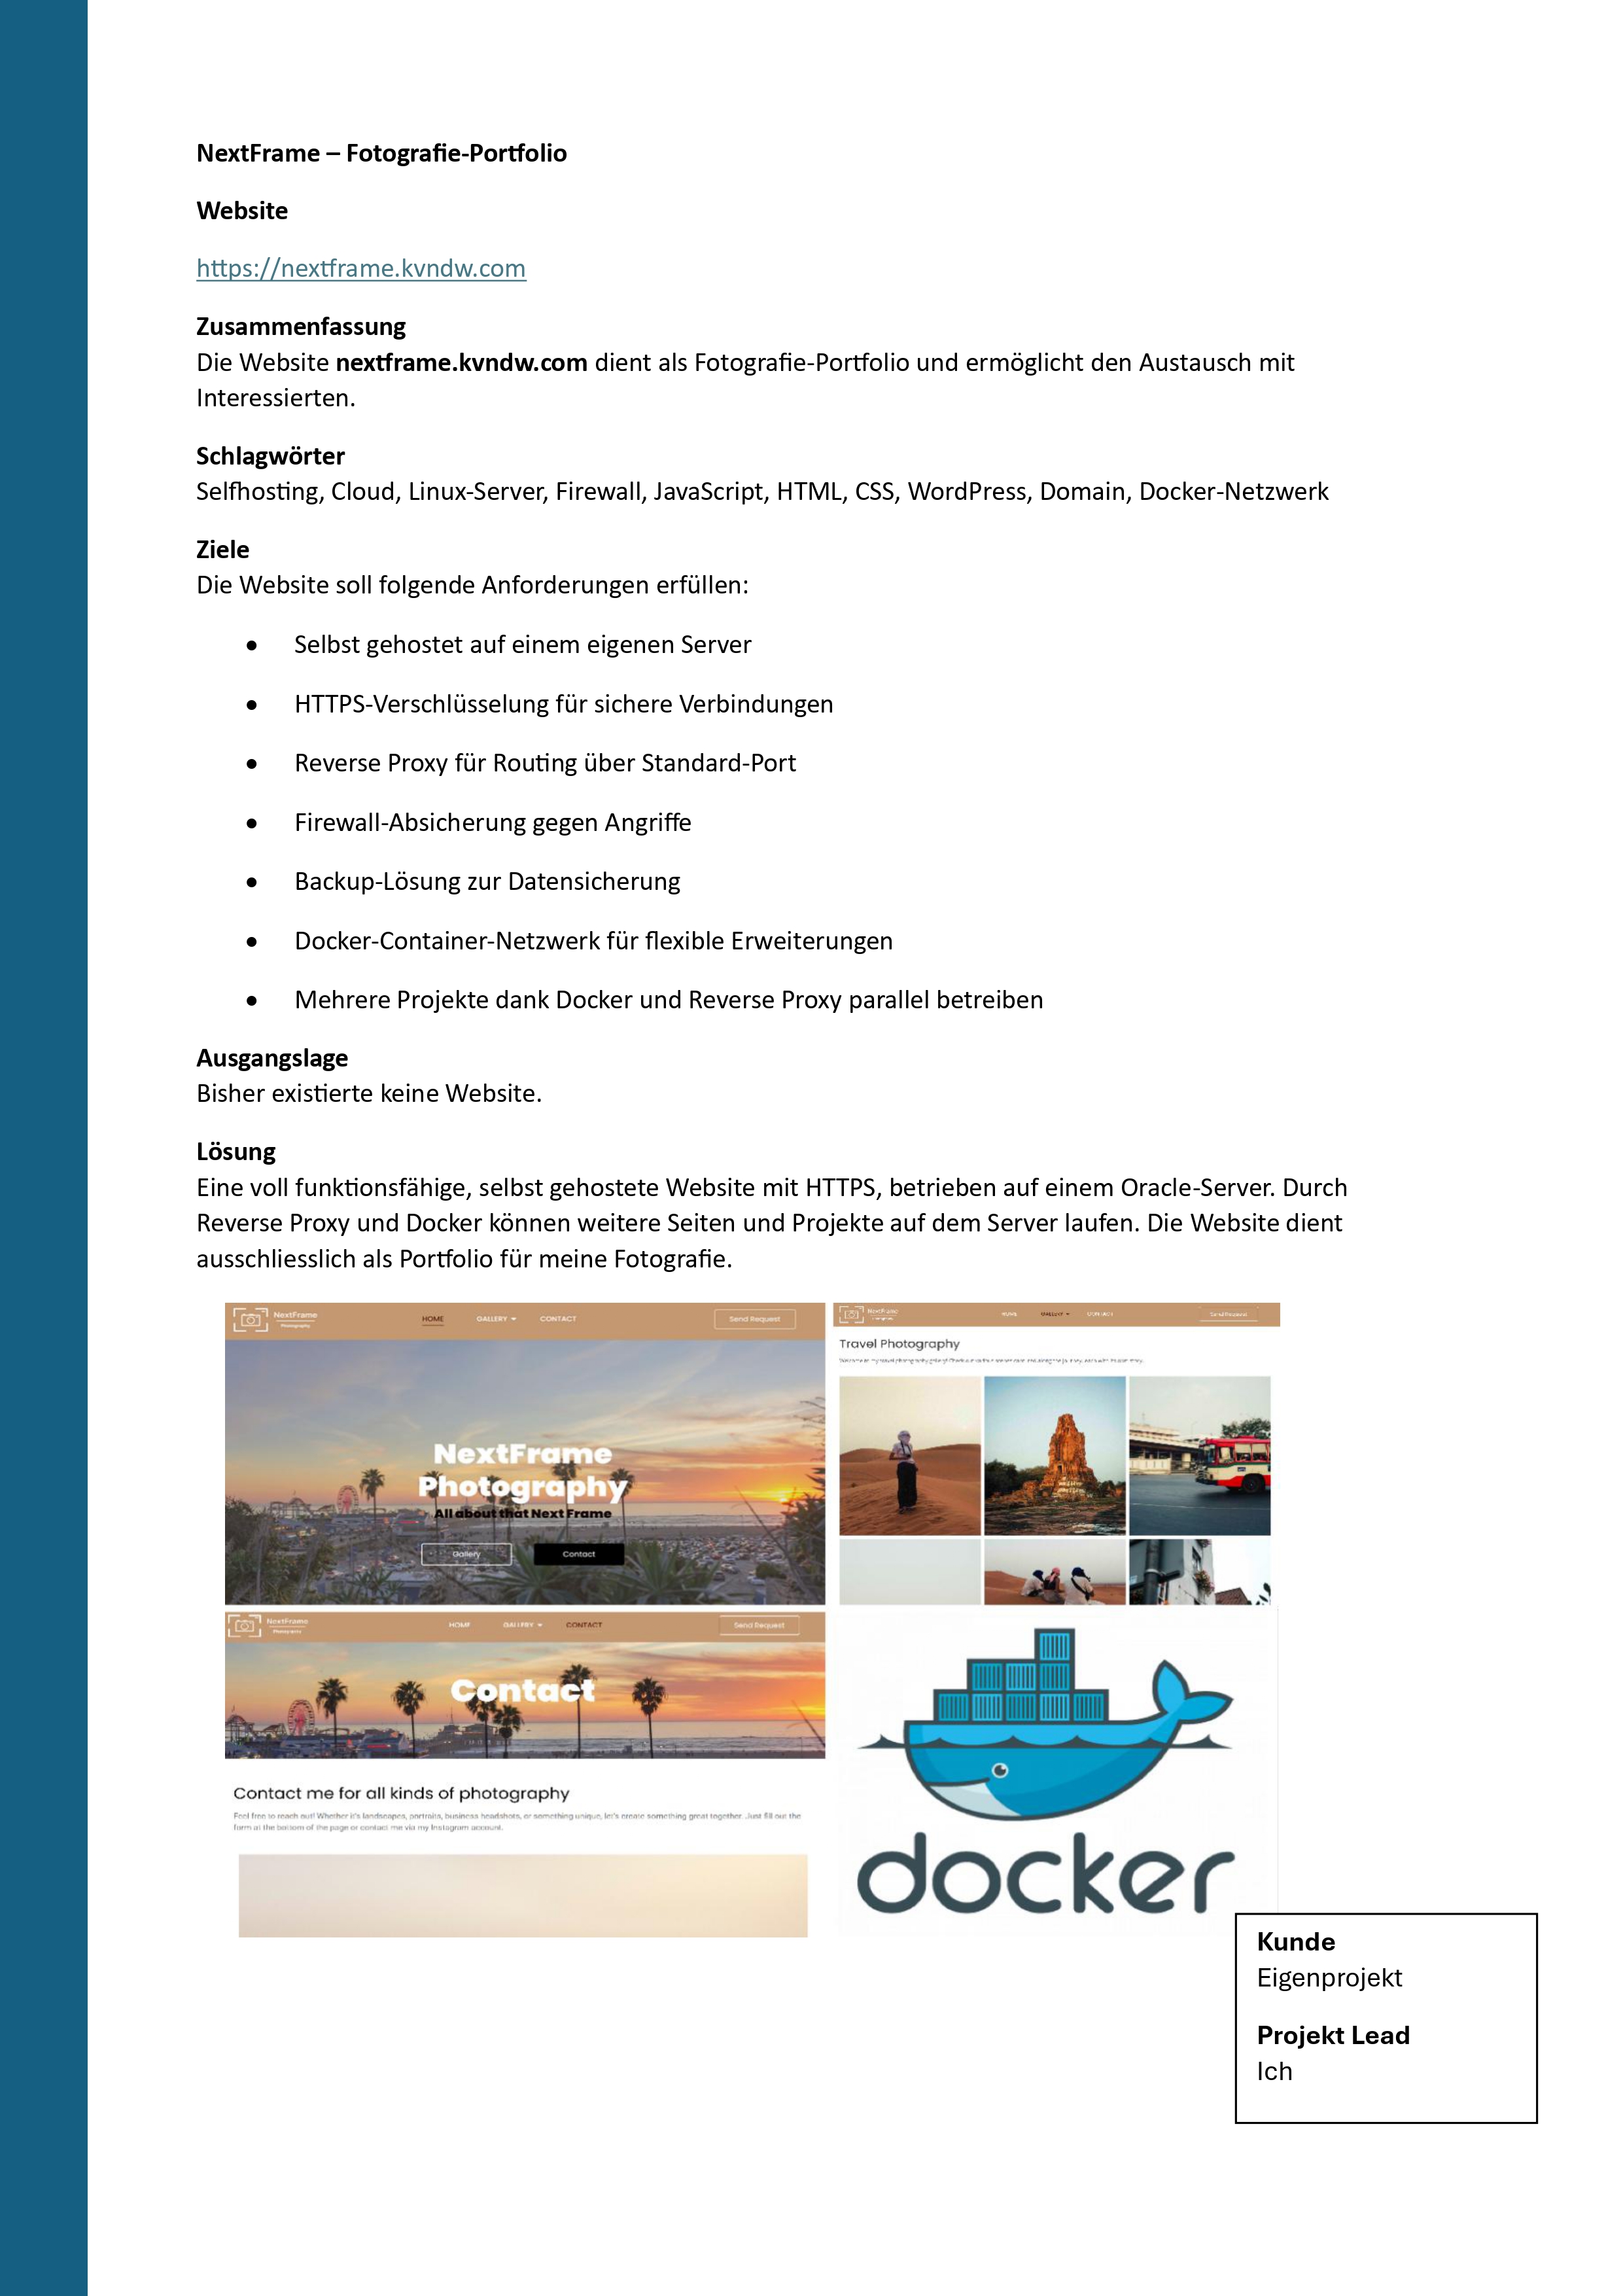 NextFrame – Fotografie-Portfolio
Website
https://nextframe.kvndw.com
Zusammenfassung
Die Website nextframe.kvndw.com dient als Fotografie-Portfolio und ermöglicht den Austausch mit
Interessierten.
Schlagwörter
Selfhosting, Cloud, Linux-Server, Firewall, JavaScript, HTML, CSS, WordPress, Domain, Docker-Netzwerk
Ziele
Die Website soll folgende Anforderungen erfüllen:
• Selbst gehostet auf einem eigenen Server
• HTTPS-Verschlüsselung für sichere Verbindungen
• Reverse Proxy für Routing über Standard-Port
• Firewall-Absicherung gegen Angriffe
• Backup-Lösung zur Datensicherung
• Docker-Container-Netzwerk für flexible Erweiterungen
• Mehrere Projekte dank Docker und Reverse Proxy parallel betreiben
Ausgangslage
Bisher existierte keine Website.
Lösung
Eine voll funktionsfähige, selbst gehostete Website mit HTTPS, betrieben auf einem Oracle-Server. Durch
Reverse Proxy und Docker können weitere Seiten und Projekte auf dem Server laufen. Die Website dient
ausschliesslich als Portfolio für meine Fotografie.
NextFrame
Photography
HOME GALLERY CONTACT
Send Request
NextFrame
Photography
All about that Next Frame
Gallery Contact
NextFrame
HOME GALLERY CONTACT
Send Request
Travel Photography
NextFrame
Photography
HOME GALLERY CONTACT
Send Request
Contact
Contact me for all kinds of photography
Feel free to reach out! Whether it's landscapes, portraits, business headshots, or something unique, let's create something great together. Just fill out the
form at the bottom of the page or contact me via my Instagram account.
docker
Kunde
Eigenprojekt
Projekt Lead
Ich